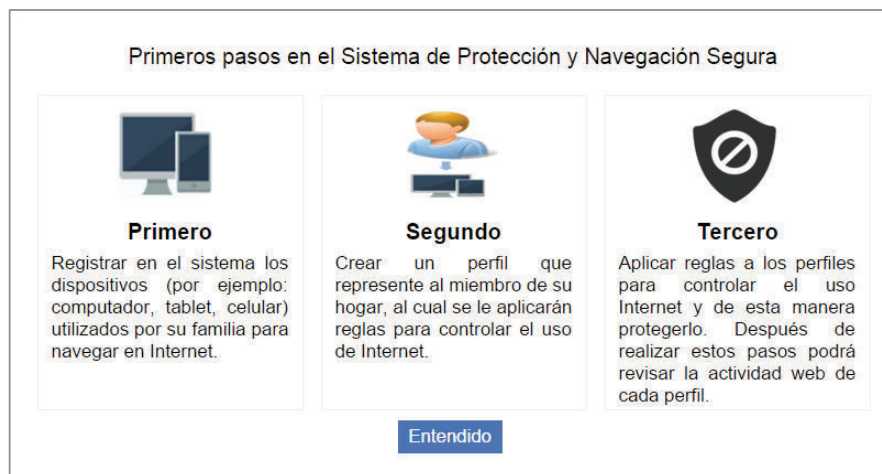 Primeros pasos en el Sistema de Protección y Navegación Segura
Primero
Registrar en el sistema los
dispositivos (por ejemplo:
computador, tablet, celular)
utilizados por su familia para
navegar en Internet.
Segundo
Crear un perfil que
represente al miembro de su
hogar, al cual se le aplicarán
reglas para controlar el uso
de Internet.
Tercero
Aplicar reglas a los perfiles
para controlar el uso
Internet y de esta manera
protegerlo. Después de
realizar estos pasos podrá
revisar la actividad web de
cada perfil.
Entendido